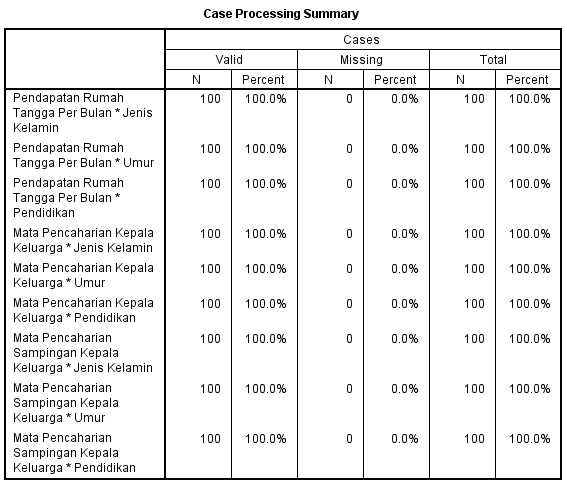 Case Processing Summary
Cases
Valid Missing Total
N Percent N Percent N Percent
Pendapatan Rumah 100 100.0% 0 0.0% 100 100.0%
Tangga Per Bulan * Jenis
Kelamin
Pendapatan Rumah 100 100.0% 0 0.0% 100 100.0%
Tangga Per Bulan * Umur
Pendapatan Rumah 100 100.0% 0 0.0% 100 100.0%
Tangga Per Bulan *
Pendidikan
Mata Pencaharian Kepala 100 100.0% 0 0.0% 100 100.0%
Keluarga * Jenis Kelamin
Mata Pencaharian Kepala 100 100.0% 0 0.0% 100 100.0%
Keluarga * Umur
Mata Pencaharian Kepala 100 100.0% 0 0.0% 100 100.0%
Keluarga * Pendidikan
Mata Pencaharian 100 100.0% 0 0.0% 100 100.0%
Sampingan Kepala
Keluarga * Jenis Kelamin
Mata Pencaharian 100 100.0% 0 0.0% 100 100.0%
Sampingan Kepala
Keluarga * Umur
Mata Pencaharian 100 100.0% 0 0.0% 100 100.0%
Sampingan Kepala
Keluarga * Pendidikan